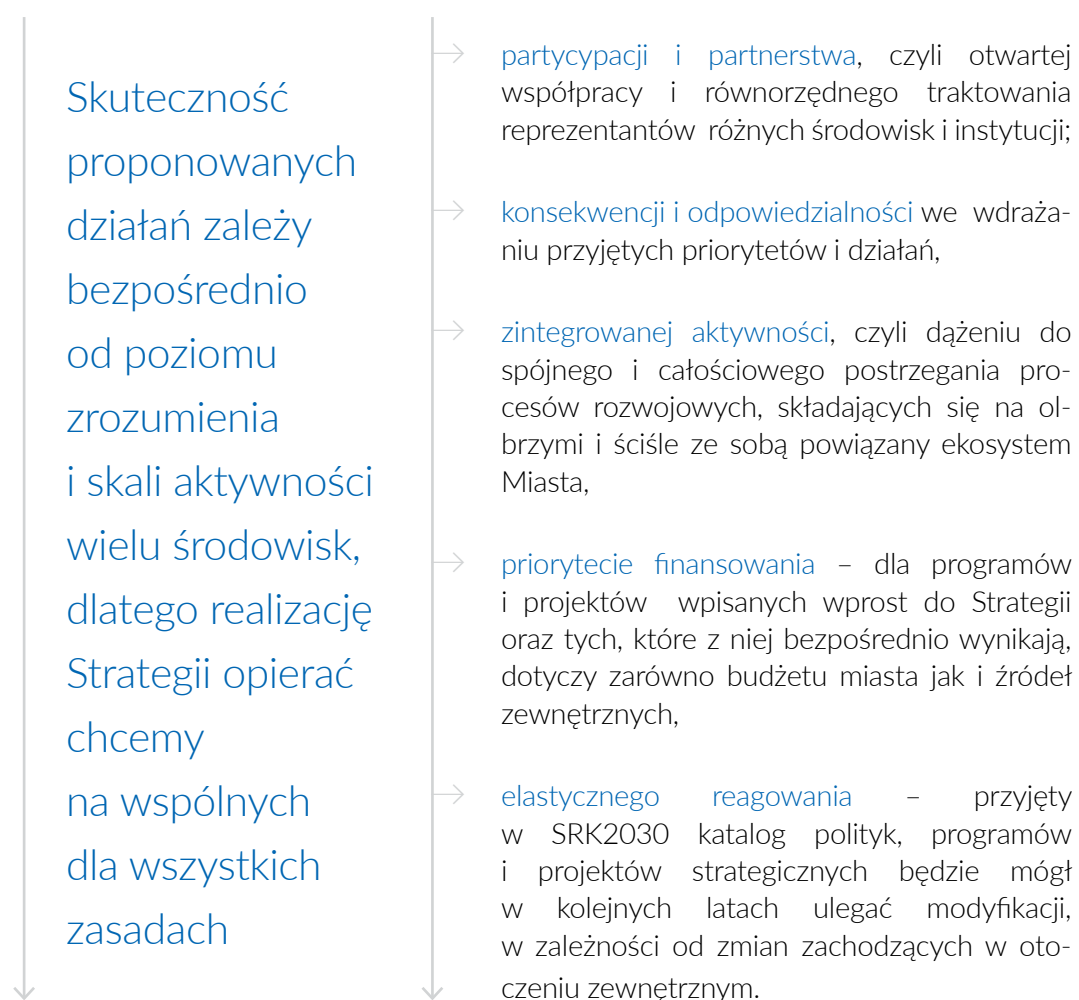 Skuteczność
proponowanych
działań zależy
bezpośrednio
od poziomu
zrozumienia
i skali aktywności
wielu środowisk,
dlatego realizację
Strategii opierać
chcemy
na wspólnych
dla wszystkich
zasadach
partycypacji i partnerstwa, czyli otwartej
współpracy i równorzędnego traktowania
reprezentantów różnych środowisk i instytucji;
konsekwencji i odpowiedzialności we wdraża-
niu przyjętych priorytetów i działań,
zintegrowanej aktywności, czyli dążeniu do
spójnego i całościowego postrzegania pro-
cesów rozwojowych, składających się na ol-
brzymi i ściśle ze sobą powiązany ekosystem
Miasta,
priorytecie finansowania – dla programów
i projektów wpisanych wprost do Strategii
oraz tych, które z niej bezpośrednio wynikają,
dotyczy zarówno budżetu miasta jak i źródeł
zewnętrznych,
elastycznego reagowania – przyjęty
w SRK2030 katalog polityk, programów
i projektów strategicznych będzie mógł
w kolejnych latach ulegać modyfikacji,
w zależności od zmian zachodzących w oto-
czeniu zewnętrznym.